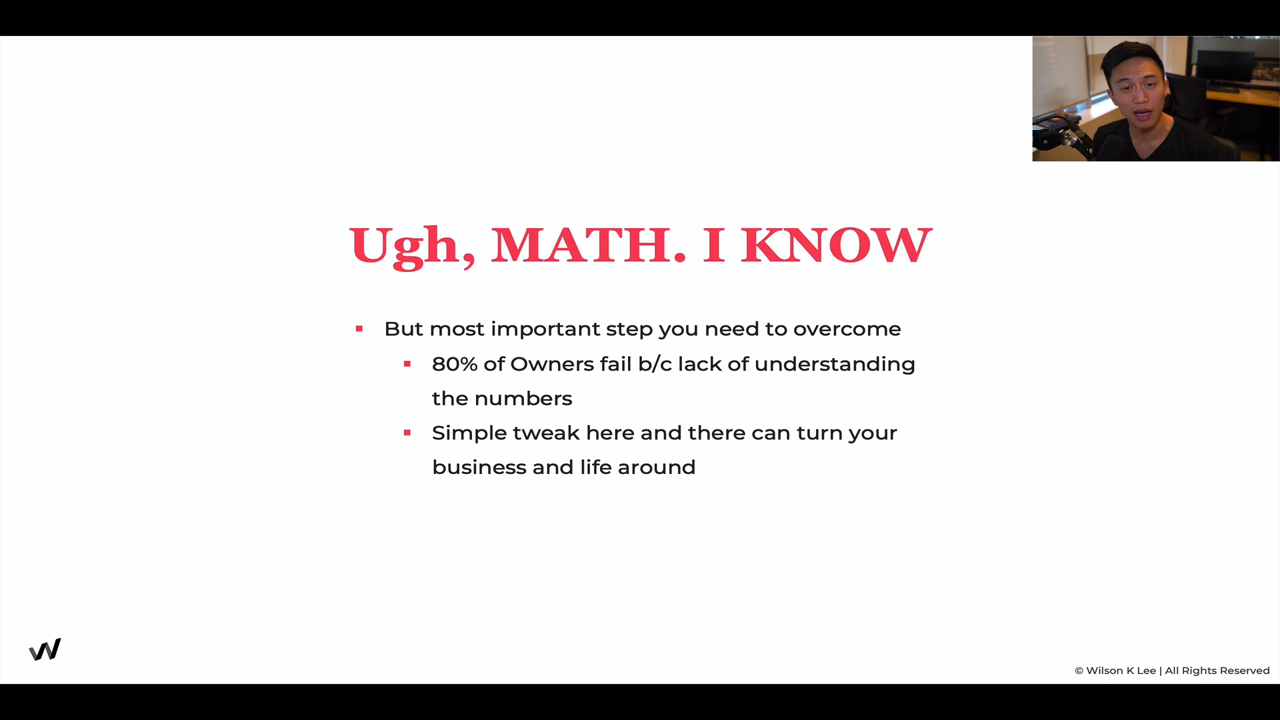 Ugh, MATH. I KNOW
▪ But most important step you need to overcome
▪ 80% of Owners fail b/c lack of understanding
the numbers
▪ Simple tweak here and there can turn your
business and life around
W
© Wilson K Lee | All Rights Reserved